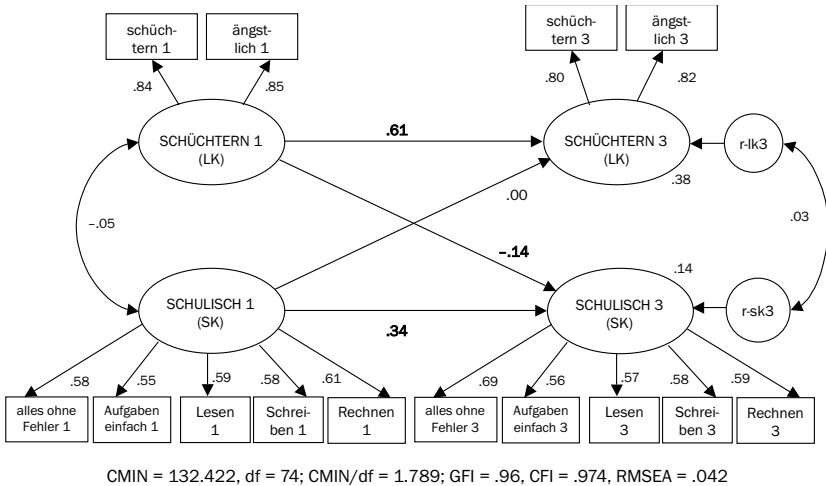 schüch-
tern 1
ängst-
lich 1
schüch-
tern 3
ängst-
lich 3
.84
.85
.80
.82
SCHÜCHTERN 1
(LK)
.61
SCHÜCHTERN 3
(LK)
r-lk3
.38
.00
–.05
.03
–.14
.14
SCHULISCH 1
(SK)
.34
SCHULISCH 3
(SK)
r-sk3
.58
.55
.59
.58
.61
.69
.56
.57
.58
.59
alles ohne
Fehler 1
Aufgaben
einfach 1
Lesen
1
Schrei-
ben 1
Rechnen
1
alles ohne
Fehler 3
Aufgaben
einfach 3
Lesen
3
Schrei-
ben 3
Rechnen
3
CMIN = 132.422, df = 74; CMIN/df = 1.789; GFI = .96, CFI = .974, RMSEA = .042